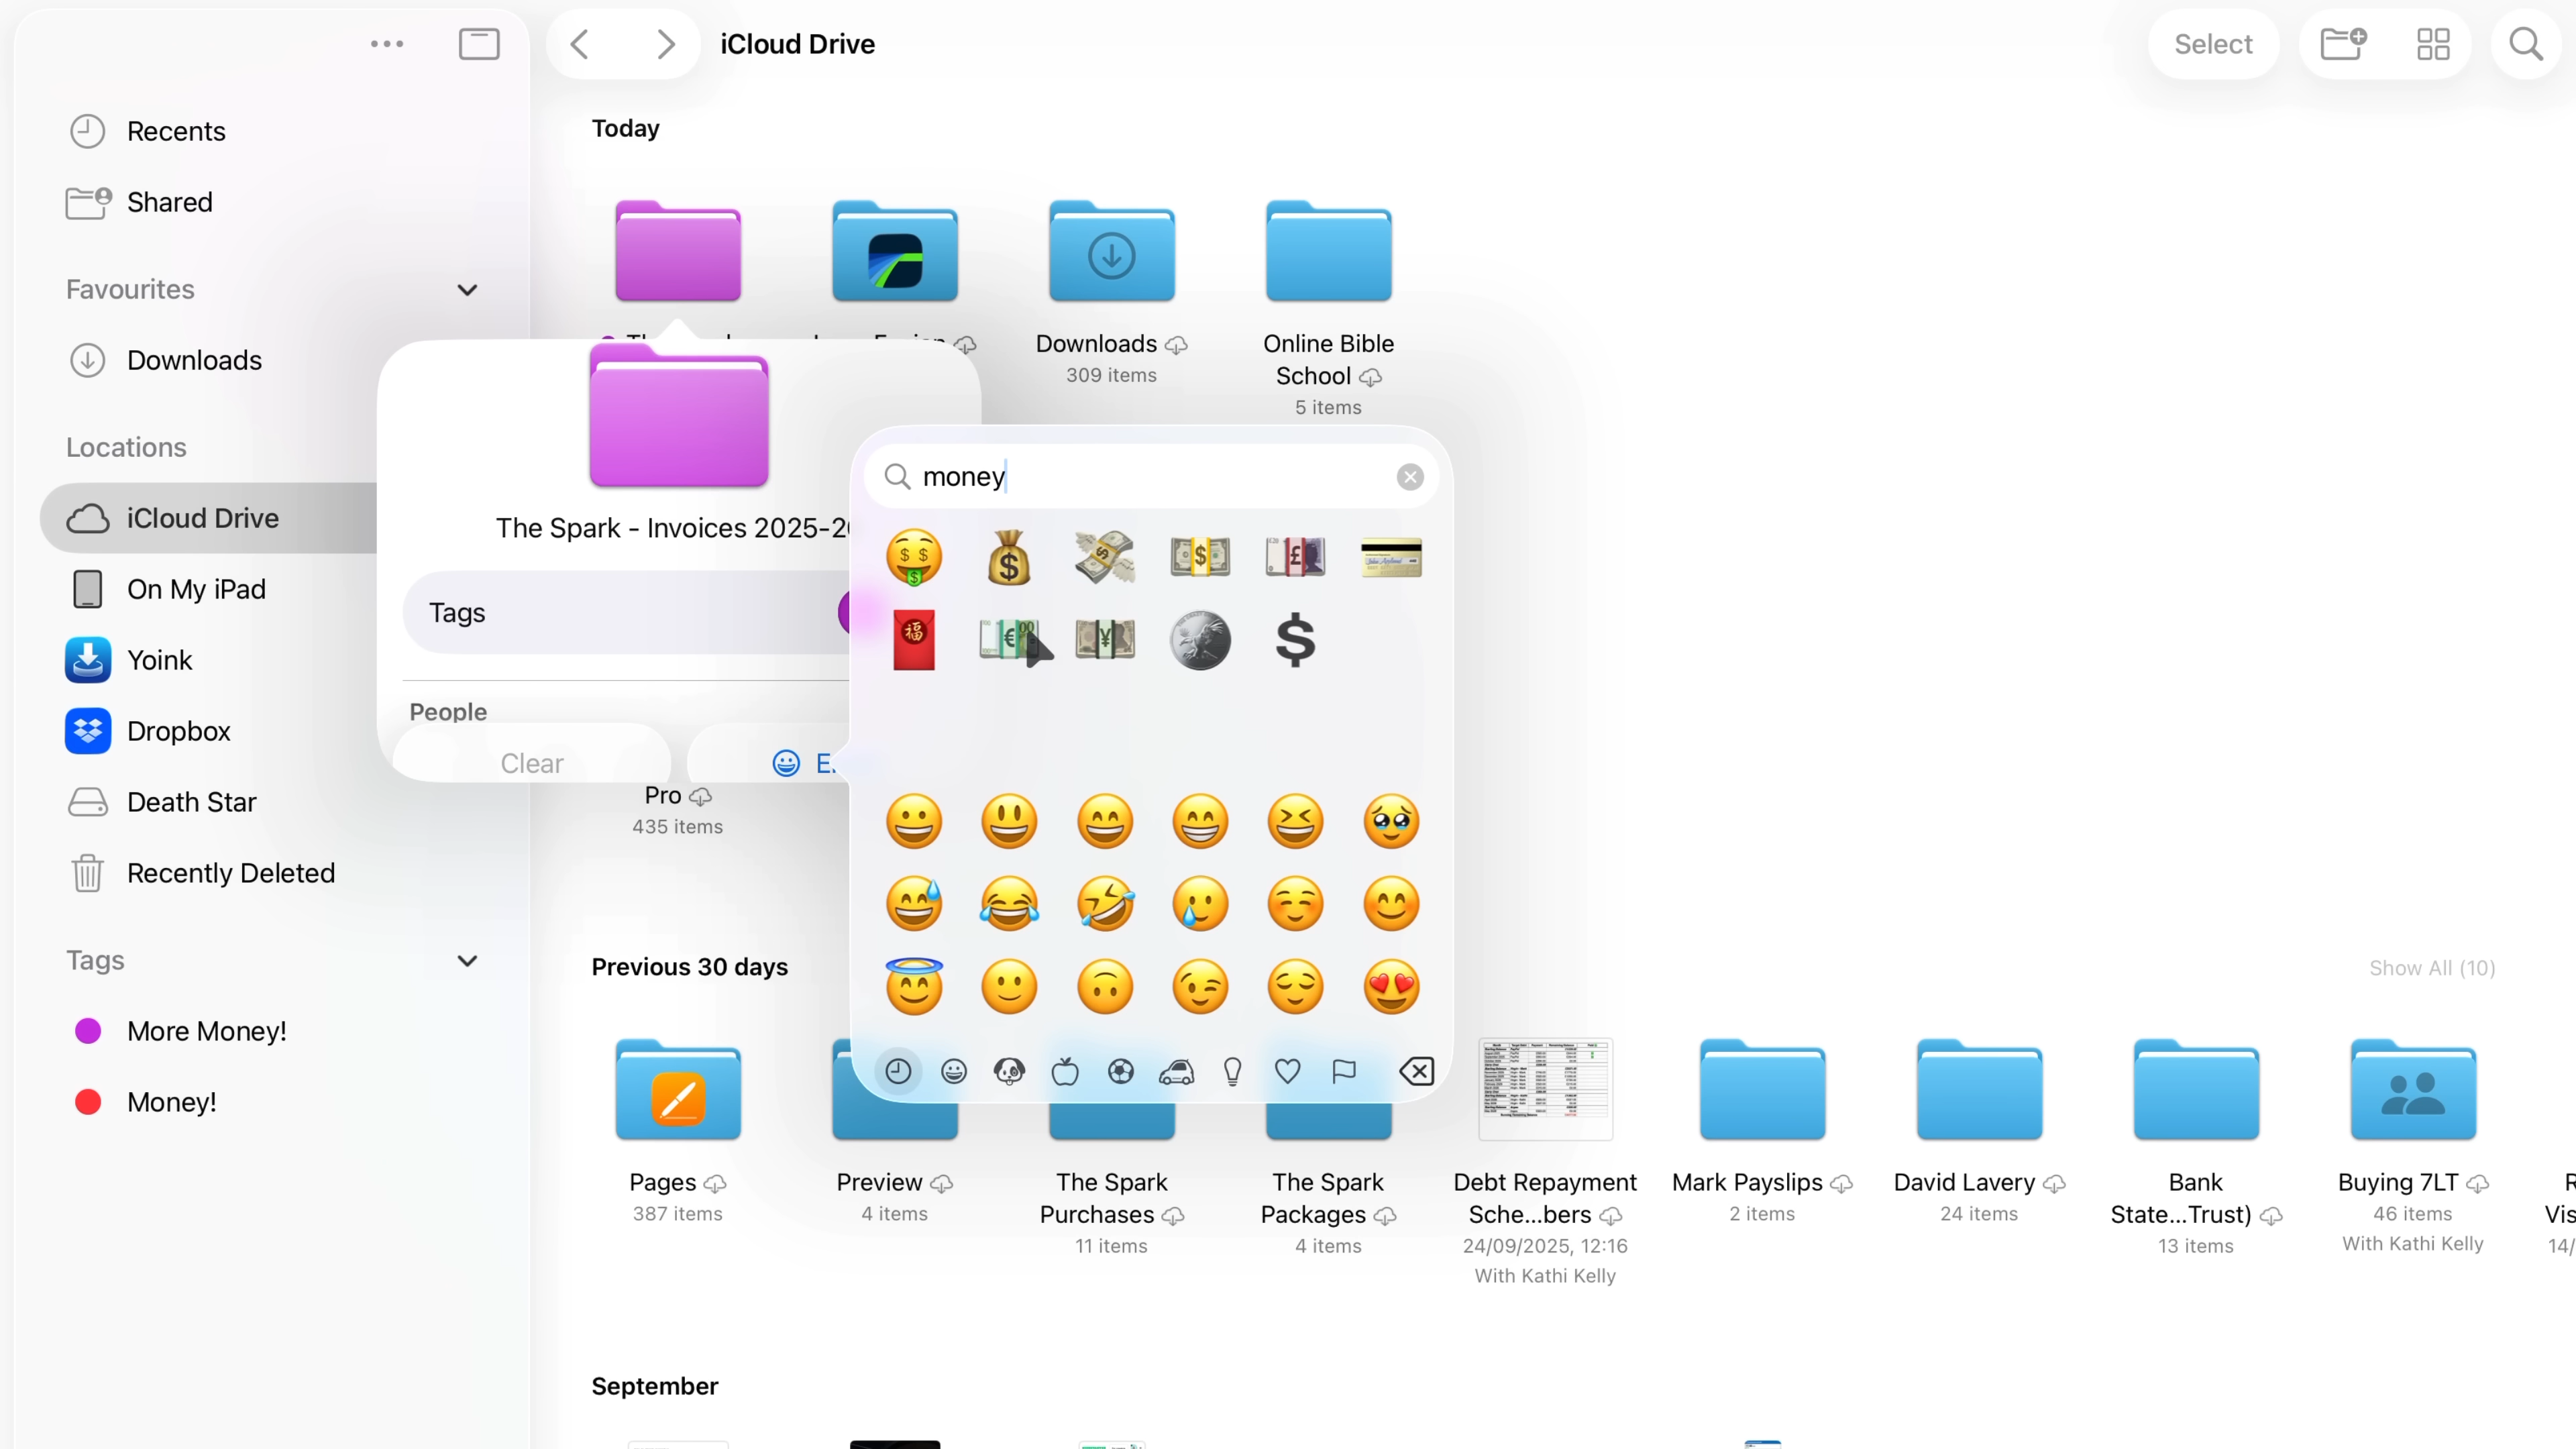 iCloud Drive
Select
Recents
Shared
Favourites
Downloads
Locations
iCloud Drive
On My iPad
Yoink
Dropbox
Death Star
Recently Deleted
Tags
More Money!
Money!
Today
Downloads
309 items
Online Bible
School
5 items
The Spark - Invoices 2025-2
Tags
People
Clear
money
Pro
435 items
Previous 30 days
Show All (10)
Pages
387 items
Preview
4 items
The Spark
Purchases
11 items
The Spark
Packages
4 items
Debt Repayment
Sche...bers
24/09/2025, 12:16
With Kathi Kelly
Mark Payslips
2 items
David Lavery
24 items
Bank
State...Trust)
13 items
Buying 7LT
46 items
With Kathi Kelly
September